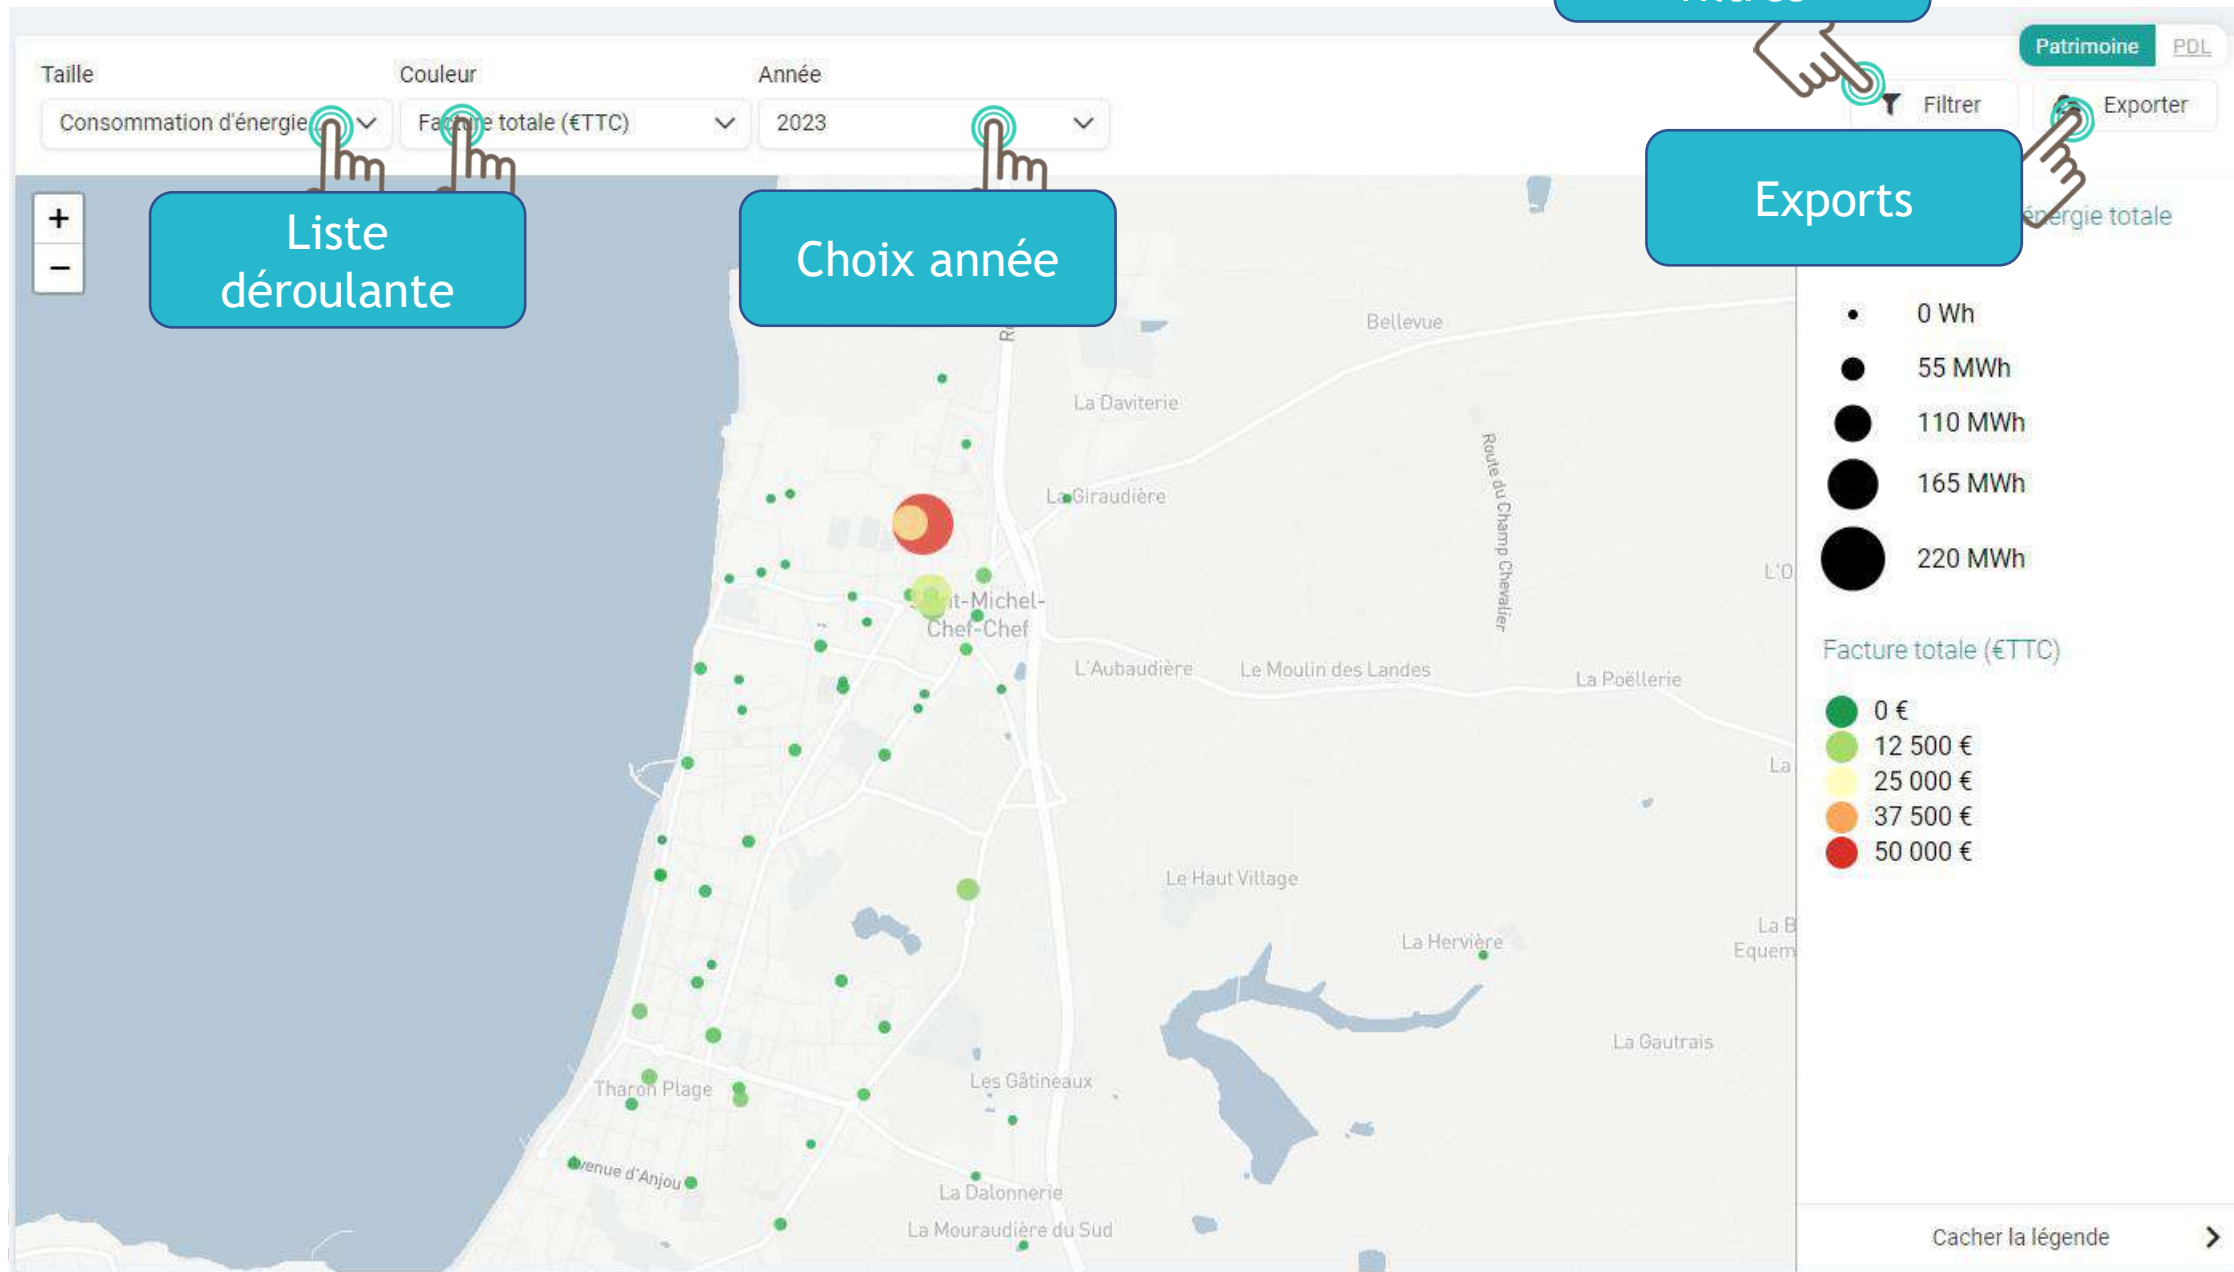 Patrimoine
PDL
Taille
Couleur
Année
Consommation d'énergie...
Facture totale (€TTC)
2023
Filtrer
Exporter
Liste
déroulante
Choix année
Exports
énergie totale
+
−
0 Wh
55 MWh
110 MWh
165 MWh
220 MWh
Facture totale (€TTC)
0 €
12 500 €
25 000 €
37 500 €
50 000 €
Bellevue
La Daviterie
La Giraudière
Route du Champ Chevalier
L'O
Chef-Chef
L'Aubaudière
Le Moulin des Landes
La Poëllerie
La
Le Haut Village
La Hervière
La B
Equem
La Gautrais
Les Gâtineaux
Tharon Plage
Avenue d'Anjou
La Dalonnerie
La Mouraudière du Sud
Cacher la légende